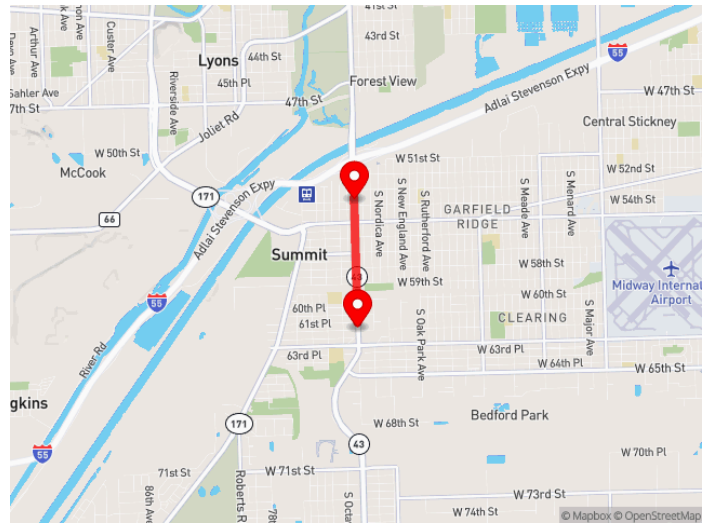 41st St
43rd St
44th St
Lyons
Custer Ave
Arthur Ave
Riverside Ave
45th Pl
Forest View
55
Sahler Ave
47th St
47th St
W 47th St
Adlai Stevenson Expy
Joliet Rd
Central Stickney
W 50th St
McCook
W 51st St
W 52nd St
171
Adlai Stevenson Expy
W 54th St
66
S Nordica Ave
S New England Ave
S Rutherford Ave
GARFIELD
RIDGE
S Meade Ave
S Menard Ave
Summit
W 58th St
43
W 59th St
Midway Internat
Airport
W 60th St
55
60th Pl
61st Pl
CLEARING
S Oak Park Ave
S Major Ave
River Rd
63rd Pl
W 63rd Pl
W 64th Pl
W 65th St
gkins
171
W 68th St
Bedford Park
43
55
W 70th Pl
71st St
W 71st St
86th Ave
Roberts R
78th
S Octa
W 73rd St
W 74th St
© Mapbox © OpenStreetMap